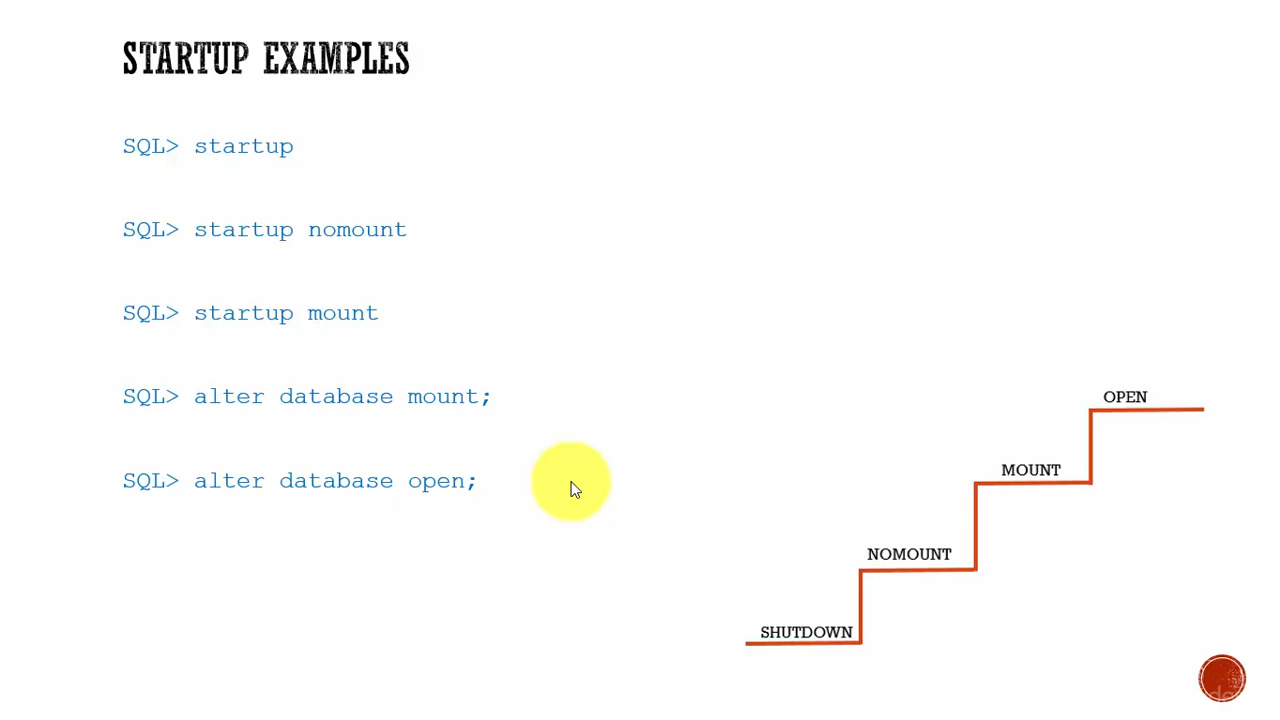 STARTUP EXAMPLES
SQL> startup
SQL> startup nomount
SQL> startup mount
SQL> alter database mount;
SQL> alter database open;
OPEN
MOUNT
NOMOUNT
SHUTDOWN